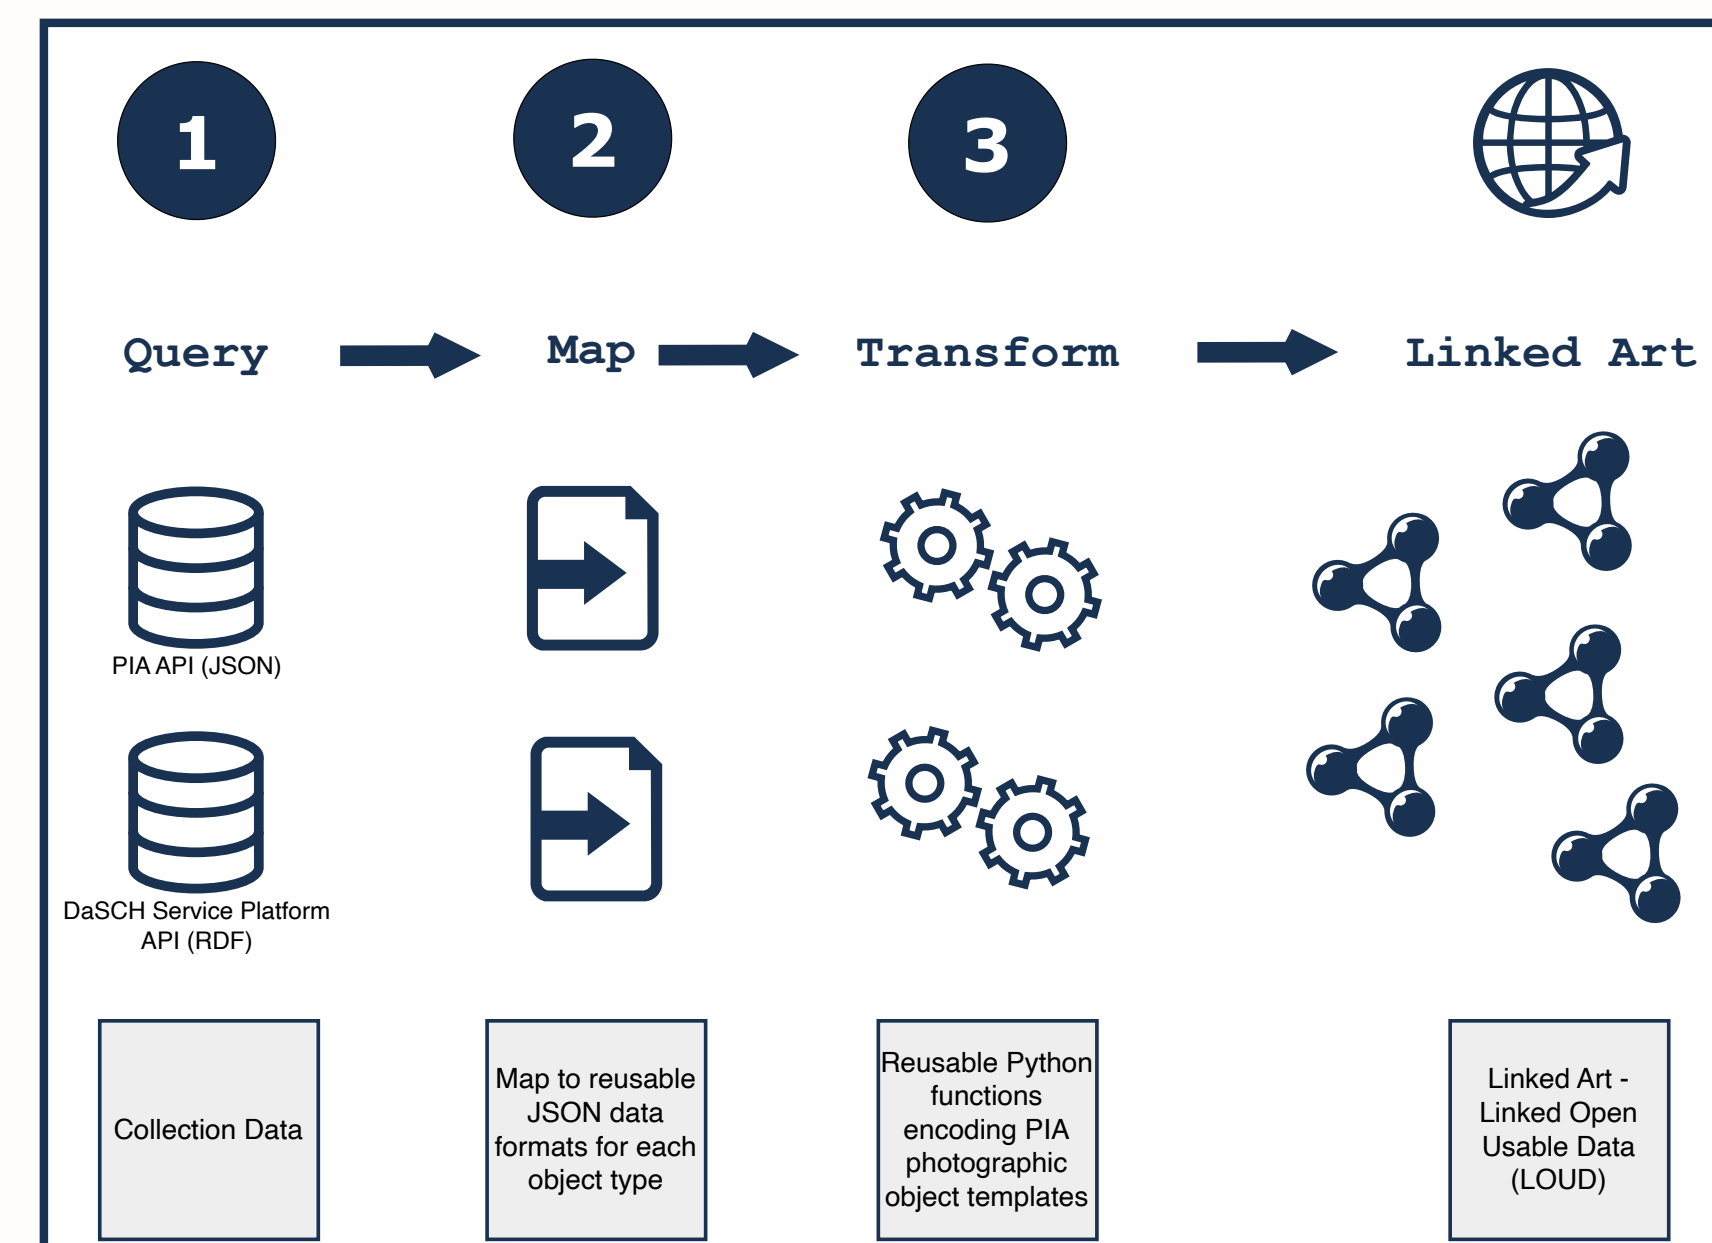 1
2
3
Query
Map
Transform
Linked Art
PIA API (JSON)
DaSCH Service Platform
API (RDF)
Collection Data
Map to reusable
JSON data
formats for each
object type
Reusable Python
functions
encoding PIA
photographic
object templates
Linked Art -
Linked Open
Usable Data
(LOUD)